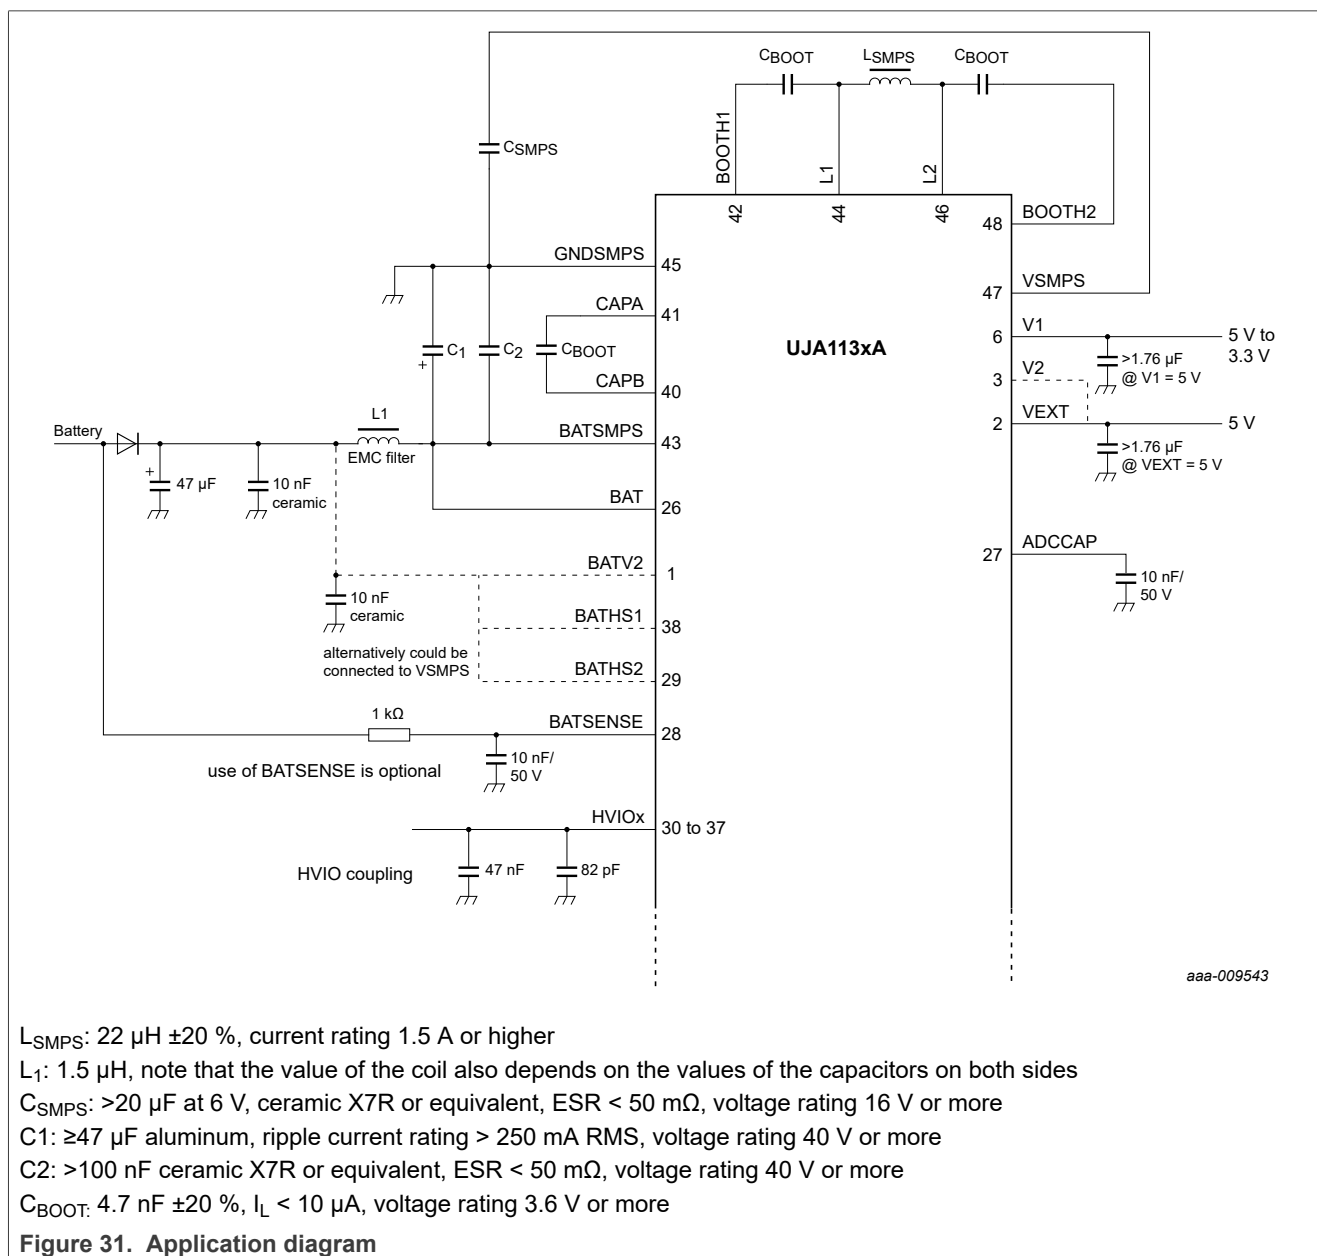 CBOOT
LSMPS
CBOOT
CSMPS
BOOTH1
L1
L2
42
44
46
48
BOOTH2
GNDSMPS
45
47
VSMPS
CAPA
41
6
V1
5 V to
3.3 V
C1
C2
CBOOT
UJA113xA
>1.76 µF
@ V1 = 5 V
3
V2
CAPB
40
2
VEXT
5 V
L1
Battery
BATSMPS
43
EMC filter
>1.76 µF
@ VEXT = 5 V
+
+
47 µF
10 nF
ceramic
BAT
26
27
ADCCAP
BATV2
1
10 nF/
50 V
10 nF
ceramic
BATHS1
38
alternatively could be
connected to VSMPS
BATHS2
29
1 kΩ
BATSENSE
28
use of BATSENSE is optional
10 nF/
50 V
HVIOx
30 to 37
HVIO coupling
47 nF
82 pF
aaa-009543
LSMPS: 22 µH ±20 %, current rating 1.5 A or higher
L1: 1.5 µH, note that the value of the coil also depends on the values of the capacitors on both sides
CSMPS: >20 µF at 6 V, ceramic X7R or equivalent, ESR < 50 mΩ, voltage rating 16 V or more
C1: ≥47 µF aluminum, ripple current rating > 250 mA RMS, voltage rating 40 V or more
C2: >100 nF ceramic X7R or equivalent, ESR < 50 mΩ, voltage rating 40 V or more
CBOOT: 4.7 nF ±20 %, IL < 10 µA, voltage rating 3.6 V or more
Figure 31. Application diagram